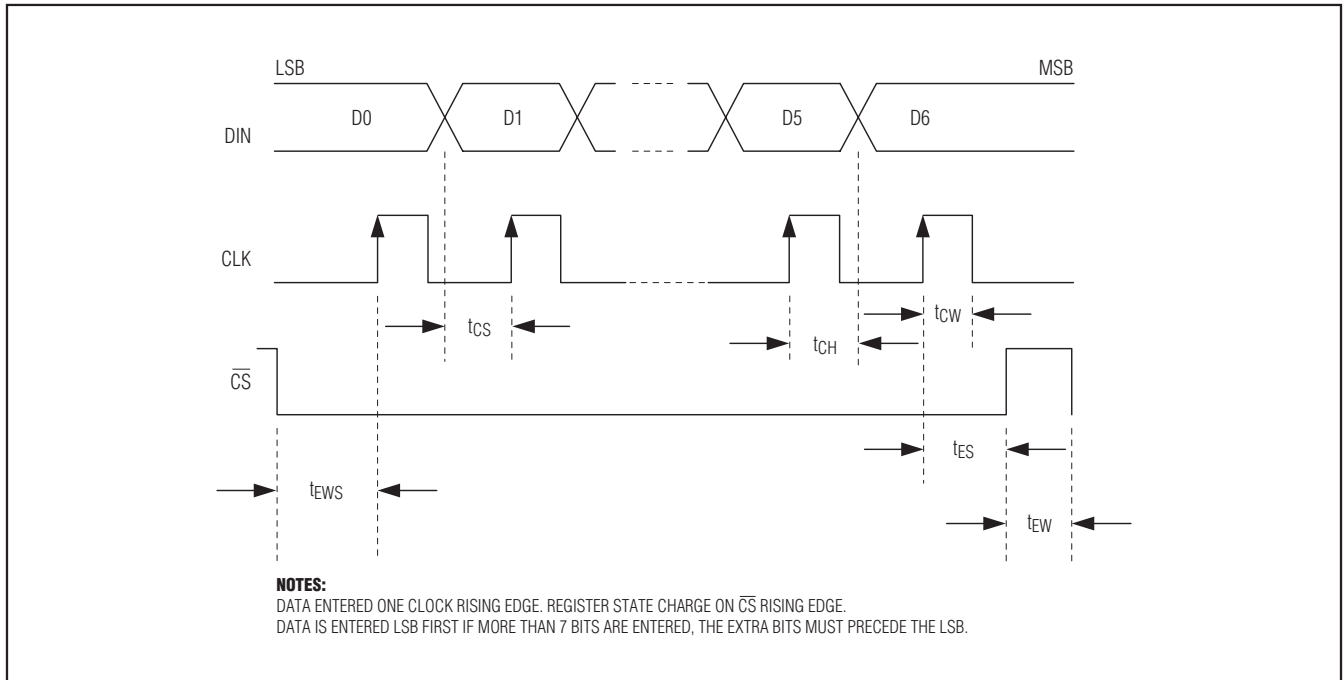 LSB
MSB
DIN
D0
D1
D5
D6
CLK
tCS
tCH
tCW
CS
tES
tEWS
tEW
NOTES:
DATA ENTERED ONE CLOCK RISING EDGE. REGISTER STATE CHARGE ON CS RISING EDGE.
DATA IS ENTERED LSB FIRST IF MORE THAN 7 BITS ARE ENTERED, THE EXTRA BITS MUST PRECEDE THE LSB.